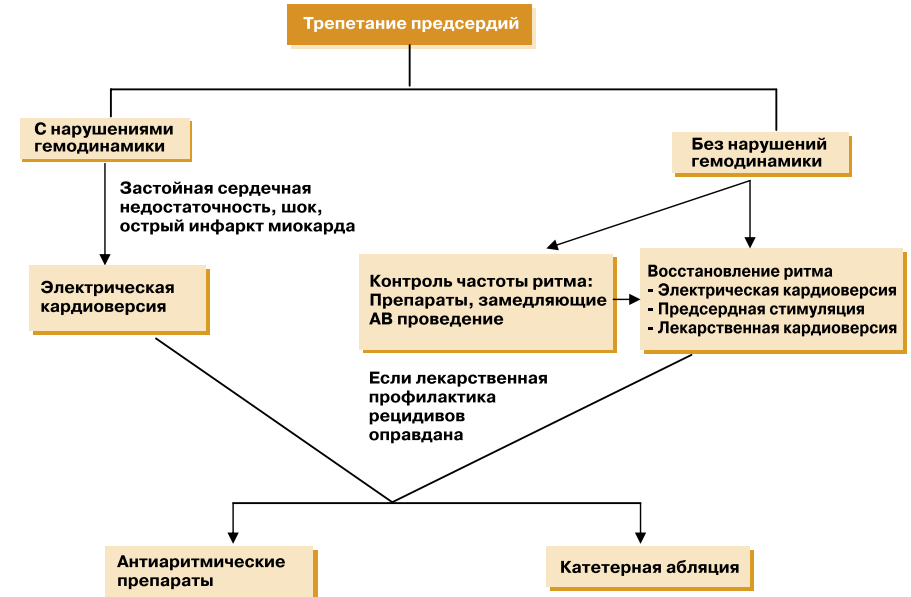 Трепетание предсердий
С нарушениями
гемодинамики
Без нарушений
гемодинамики
Застойная сердечная
недостаточность, шок,
острый инфаркт миокарда
Электрическая
кардиоверсия
Контроль частоты ритма:
Препараты, замедляющие
АВ проведение
Восстановление ритма
- Электрическая кардиоверсия
- Предсердная стимуляция
- Лекарственная кардиоверсия
Если лекарственная
профилактика
рецидивов
оправдана
Антиаритмические
препараты
Катетерная абляция